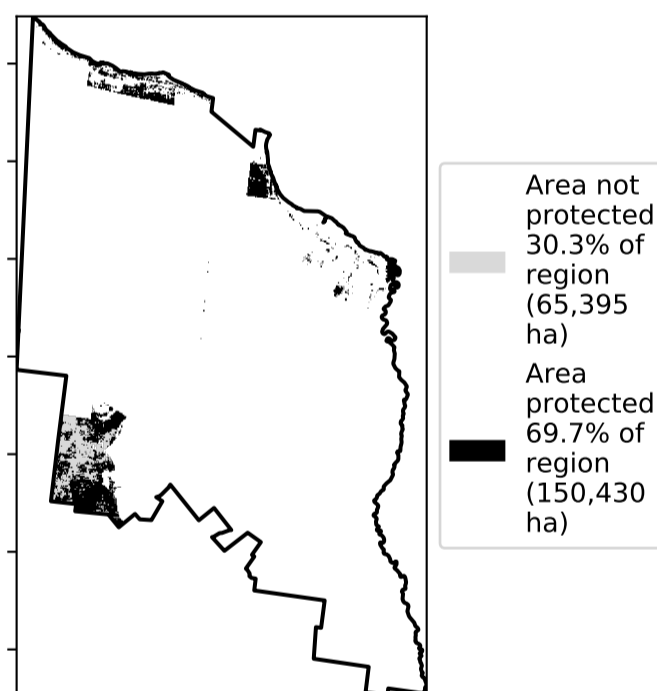 Area not
protected
30.3% of
region
(65,395
ha)
Area
protected
69.7% of
region
(150,430
ha)